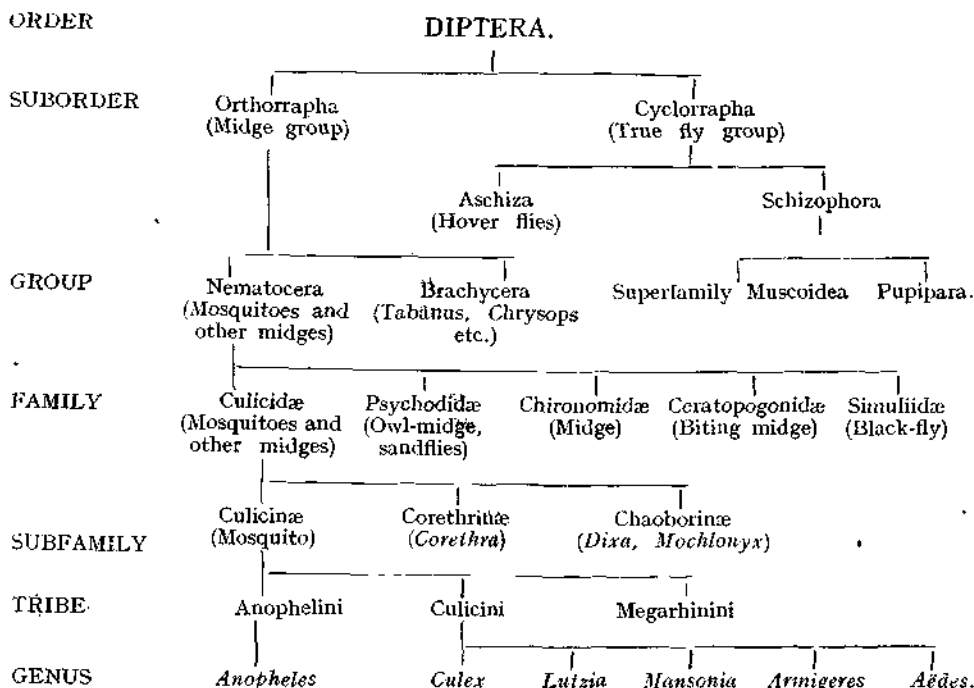 ORDER DIPTERA.
SUBORDER Orthorrapha Cyclorrapha
(Midge group) (True fly group)
Aschiza Schizophora
(Hover flies)
GROUP Nematocera Brachycera Superfamily Muscoidea Pupipara.
(Mosquitoes and (Tabanus, Chrysops
other midges) etc.)
FAMILY Culicidæ Psychodidæ Chironomidæ Ceratopogonidæ Simuliidæ
(Mosquitoes and (Owl-midge, (Midge) (Biting midge) (Black-fly)
other midges) sandflies)
Culicinæ Corethrinæ Chaoborinæ
(Mosquito) (Corethra) (Dixa, Mochlonyx)
SUBFAMILY
TRIBE Anophelini Culicini Megarhinini
GENUS Anopheles Culex Lutzia Mansonia Armigeres Aëdes.